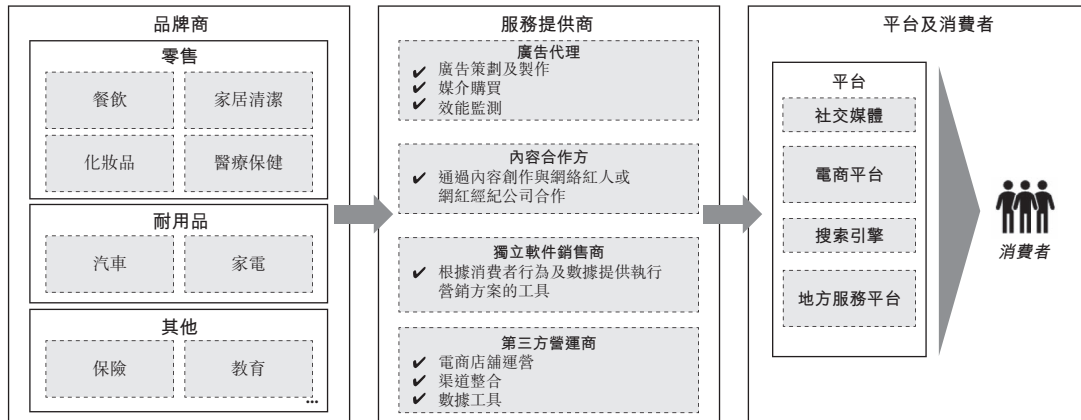 品牌商
零售
餐飲
家居清潔
化妝品
醫療保健
耐用品
汽車
家電
其他
保險
教育
...
服務提供商
廣告代理
✔ 廣告策劃及製作
✔ 媒介購買
✔ 效能監測
內容合作方
✔ 通過內容創作與網絡紅人或
網紅經紀公司合作
獨立軟件銷售商
✔ 根據消費者行為及數據提供執行
營銷方案的工具
第三方營運商
✔ 電商店舖運營
✔ 渠道整合
✔ 數據工具
平台及消費者
平台
社交媒體
電商平台
搜索引擎
地方服務平台
消費者